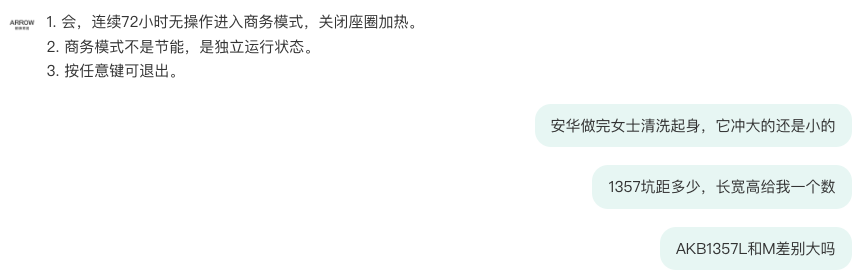 ARROW
1. 会，连续72小时无操作进入商务模式，关闭座圈加热。
2. 商务模式不是节能，是独立运行状态。
3. 按任意键可退出。
安华做完女士清洗起身，它冲大的还是小的
1357坑距多少，长宽高给我一个数
AKB1357L和M差别大吗